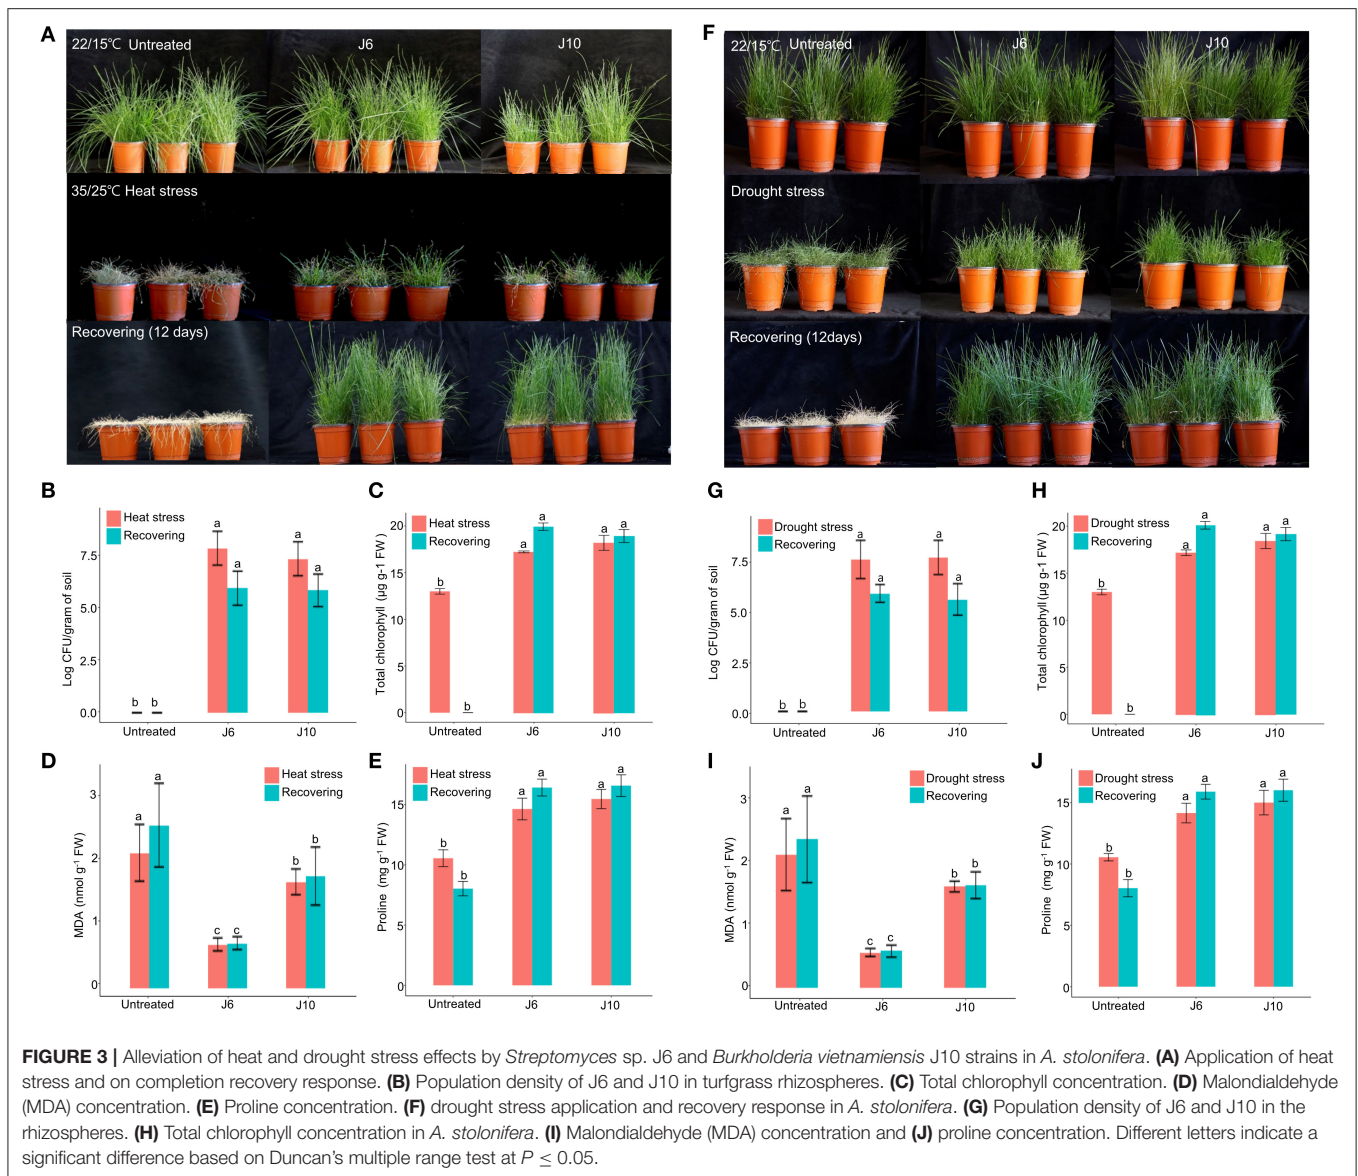 A
22/15℃ Untreated
J6
J10
35/25℃ Heat stress
Recovering (12 days)
F
22/15℃ Untreated
J6
J10
Drought stress
Recovering (12days)
B
Heat stress
Recovering
Log CFU/gram of soil
7.5
5.0
2.5
0.0
b b
a a
a a
Untreated J6 J10
C
Heat stress
Recovering
Total chlorophyll (µg g-1 FW )
20
15
10
5
0
b b
a a
a a
Untreated J6 J10
G
Drought stress
Recovering
Log CFU/gram of soil
7.5
5.0
2.5
0.0
b b
a a
a a
Untreated J6 J10
H
Drought stress
Recovering
Total chlorophyll (µg g-1 FW )
20
15
10
5
0
b b
a a
a a
Untreated J6 J10
D
Heat stress
Recovering
MDA (nmol g⁻¹ FW)
3
2
1
0
a a
c c
b b
Untreated J6 J10
E
Heat stress
Recovering
Proline (mg g⁻¹ FW)
15
10
5
0
b b
a a
a a
Untreated J6 J10
I
Drought stress
Recovering
MDA (nmol g⁻¹ FW)
3
2
1
0
a a
c c
b b
Untreated J6 J10
J
Drought stress
Recovering
Proline (mg g⁻¹ FW)
15
10
5
0
b b
a a
a a
Untreated J6 J10
FIGURE 3 | Alleviation of heat and drought stress effects by Streptomyces sp. J6 and Burkholderia vietnamiensis J10 strains in A. stolonifera. (A) Application of heat
stress and on completion recovery response. (B) Population density of J6 and J10 in turfgrass rhizospheres. (C) Total chlorophyll concentration. (D) Malondialdehyde
(MDA) concentration. (E) Proline concentration. (F) drought stress application and recovery response in A. stolonifera. (G) Population density of J6 and J10 in the
rhizospheres. (H) Total chlorophyll concentration in A. stolonifera. (I) Malondialdehyde (MDA) concentration and (J) proline concentration. Different letters indicate a
significant difference based on Duncan's multiple range test at P ≤ 0.05.